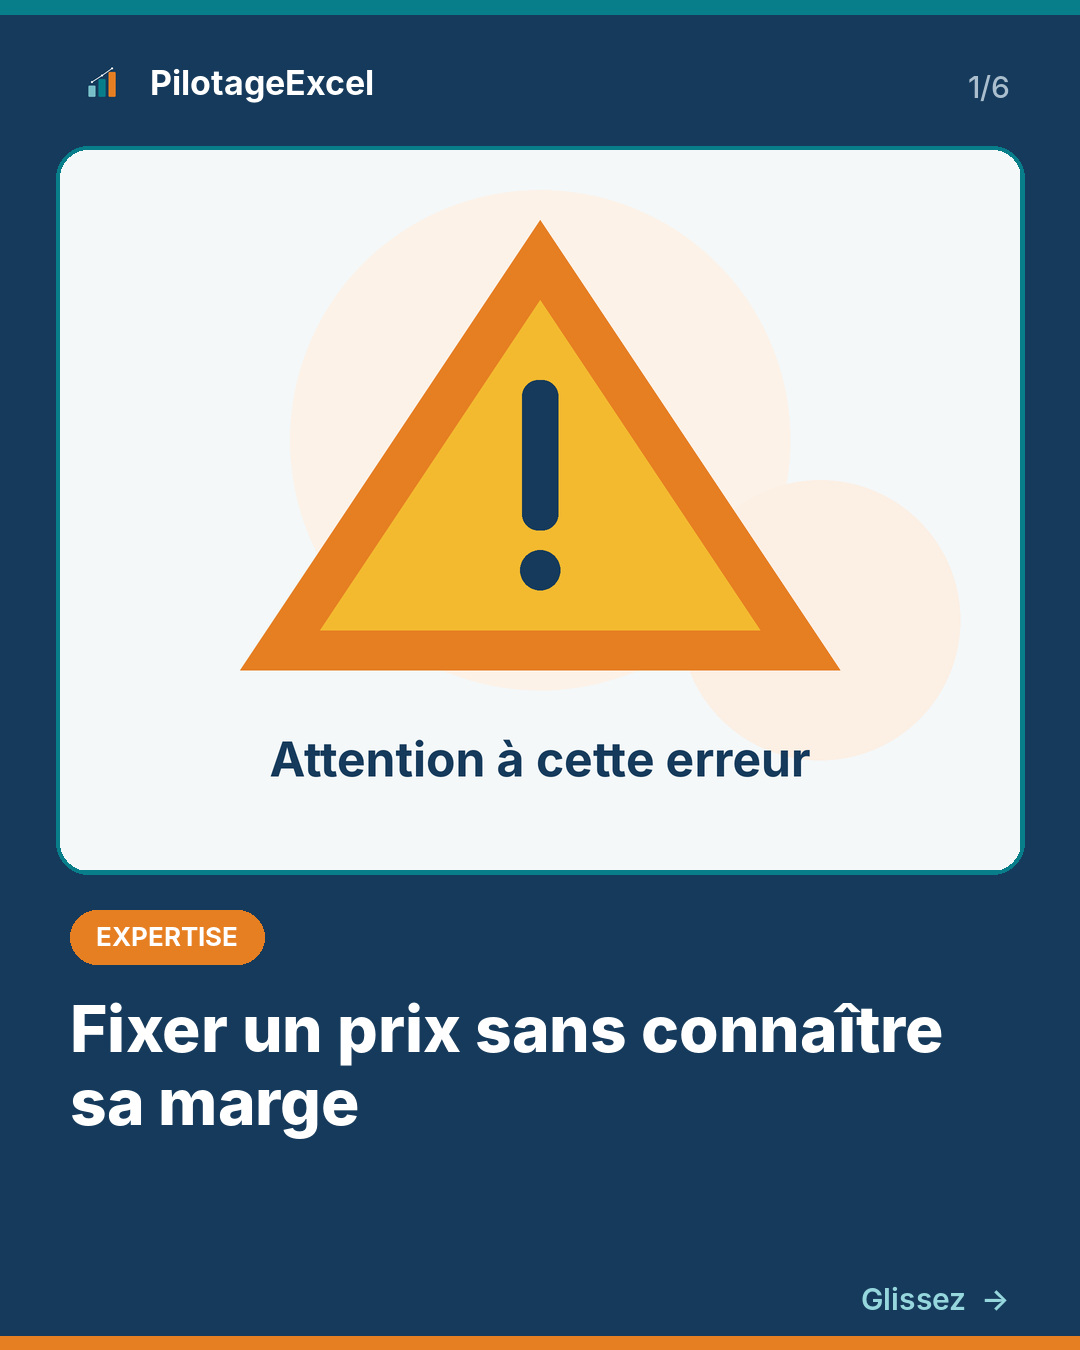 PilotageExcel
1/6
!
Attention à cette erreur
EXPERTISE
Fixer un prix sans connaître
sa marge
Glissez →